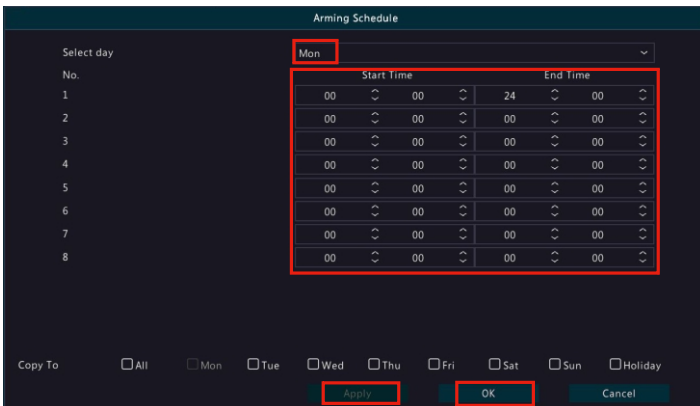 Arming Schedule
Select day Mon
No. Start Time End Time
1 00 00 24 00
2 00 00 00 00
3 00 00 00 00
4 00 00 00 00
5 00 00 00 00
6 00 00 00 00
7 00 00 00 00
8 00 00 00 00
Copy To All Mon Tue Wed Thu Fri Sat Sun Holiday
Apply OK Cancel